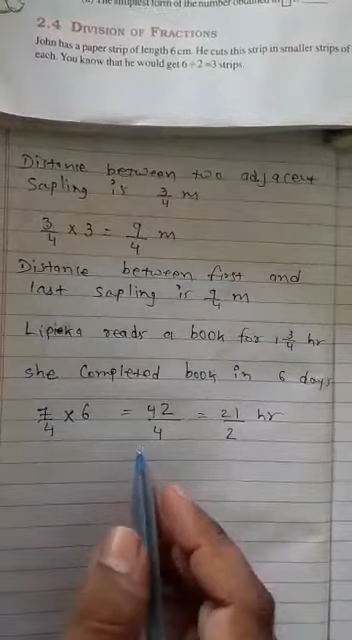 2.4 DIVISION OF FRACTIONS
John has a paper strip of length 6 cm. He cuts this strip in smaller strips of
each. You know that he would get 6 ÷ 2 = 3 strips.
Distance between two adjacent
Sapling is 3/4 m
3/4 × 3 = 9/4 m
Distance between first and
last sapling is 9/4 m
Lipika reads a book for 1 3/4 hr
she completed book in 6 days
7/4 × 6 = 42/4 = 21/2 hr